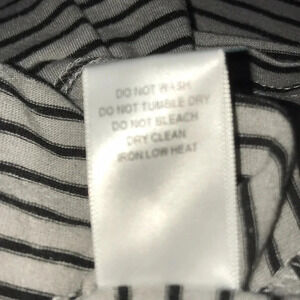 DO NOT WASH
DO NOT TUMBLE DRY
DO NOT BLEACH
DRY CLEAN
IRON LOW HEAT